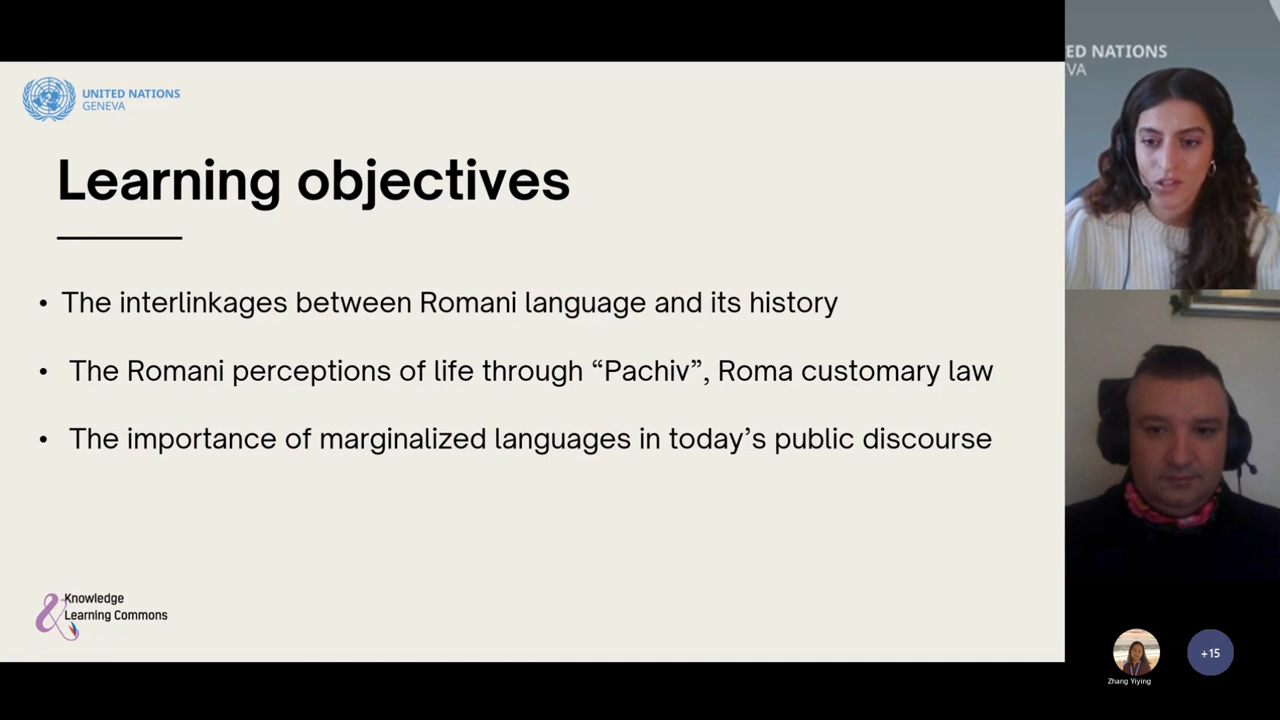 UNITED NATIONS
GENEVA
Learning objectives
• The interlinkages between Romani language and its history
• The Romani perceptions of life through “Pachiv”, Roma customary law
• The importance of marginalized languages in today’s public discourse
Knowledge
Learning Commons
ED NATIONS
VA
Zhang Yiying
+15